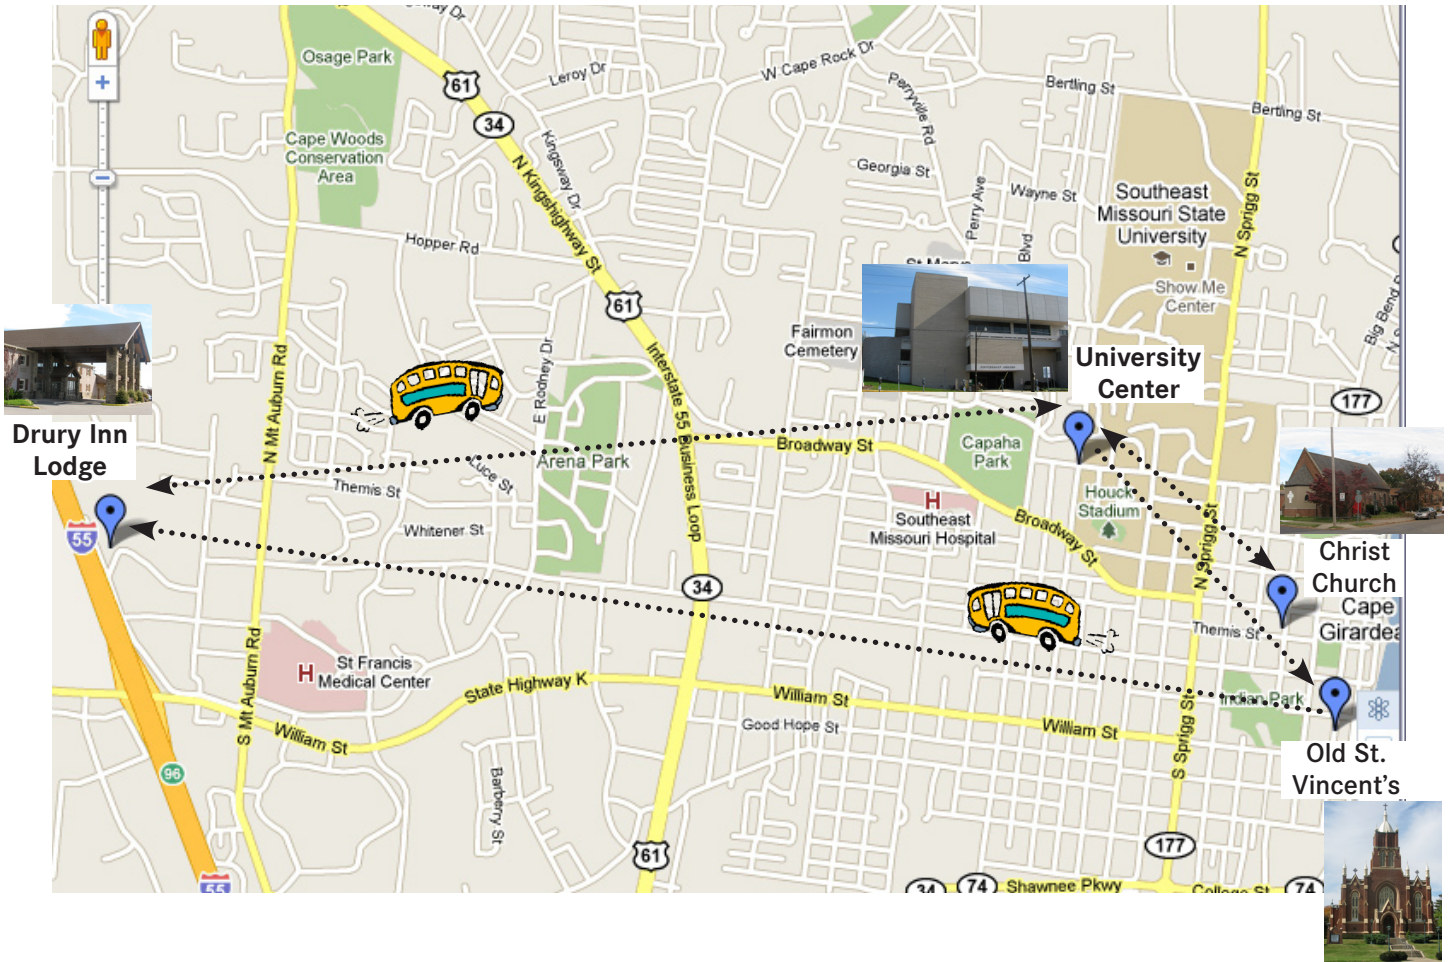 Osage Park
61
34
Leroy Dr
W Cape Rock Dr
Perryville Rd
Bertling St
Bertling St
Cape Woods
Conservation
Area
N Kingshighway St
Kingsway Dr
Georgia St
Perry Ave
Wayne St
Blvd
Southeast
Missouri State
University
N Sprigg St
Hopper Rd
Show Me
Center
Big Bend
61
Fairmon
Cemetery
University
Center
177
N Mt Auburn Rd
E Rodney Dr
Interstate 55 Business Loop
Drury Inn
Lodge
Broadway St
Capaha
Park
Arena Park
Luce St
Themis St
Whitener St
Houck
Stadium
H
Southeast
Missouri Hospital
Broadway St
N Sprigg St
55
Christ
Church
34
Cape
Girardea
Themis St
H
St Francis
Medical Center
S Mt Auburn Rd
State Highway K
William St
William St
William St
Good Hope St
Indian Park
S Sprigg St
Old St.
Vincent's
96
Barberry St
61
177
55
34
74
Shawnee Pkwy
College St
74